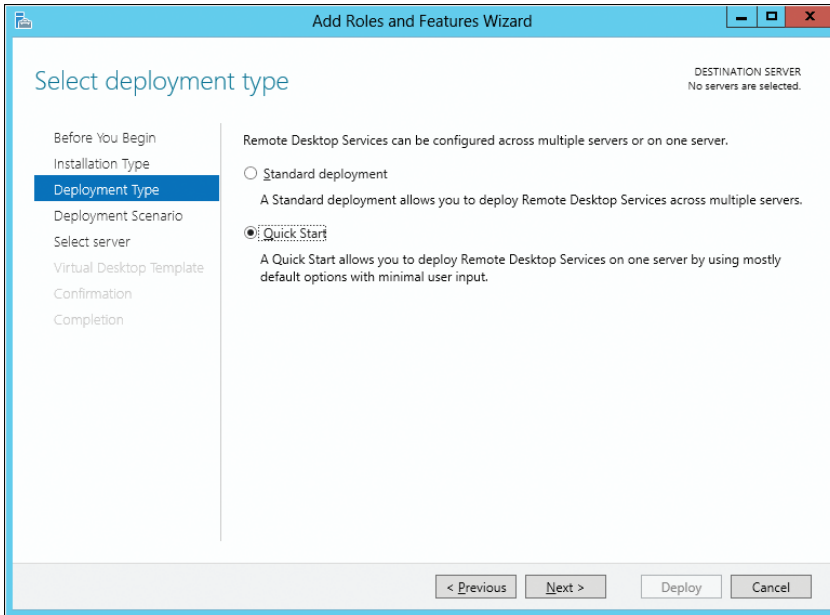 Add Roles and Features Wizard
Select deployment type
DESTINATION SERVER
No servers are selected.
Before You Begin
Installation Type
Deployment Type
Deployment Scenario
Select server
Virtual Desktop Template
Confirmation
Completion
Remote Desktop Services can be configured across multiple servers or on one server.
Standard deployment
A Standard deployment allows you to deploy Remote Desktop Services across multiple servers.
Quick Start
A Quick Start allows you to deploy Remote Desktop Services on one server by using mostly
default options with minimal user input.
< Previous
Next >
Deploy
Cancel